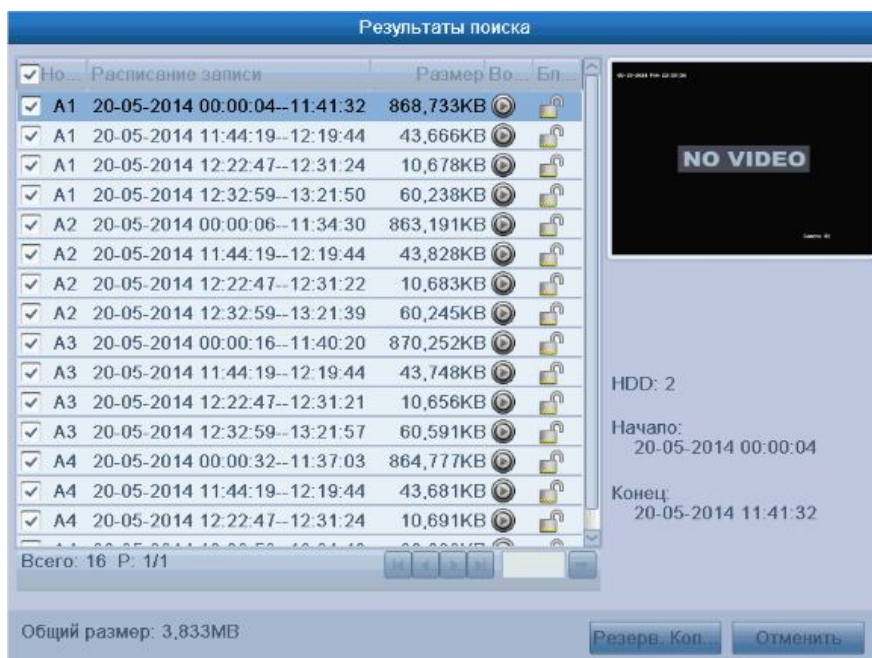 Результаты поиска
Но... Расписание записи Размер Во... Бл...
A1 20-05-2014 00:00:04--11:41:32 868,733KB
A1 20-05-2014 11:44:19--12:19:44 43,666KB
A1 20-05-2014 12:22:47--12:31:24 10,678KB
A1 20-05-2014 12:32:59--13:21:50 60,238KB
A2 20-05-2014 00:00:06--11:34:30 863,191KB
A2 20-05-2014 11:44:19--12:19:44 43,828KB
A2 20-05-2014 12:22:47--12:31:22 10,683KB
A2 20-05-2014 12:32:59--13:21:39 60,245KB
A3 20-05-2014 00:00:16--11:40:20 870,252KB
A3 20-05-2014 11:44:19--12:19:44 43,748KB
A3 20-05-2014 12:22:47--12:31:21 10,656KB
A3 20-05-2014 12:32:59--13:21:57 60,591KB
A4 20-05-2014 00:00:32--11:37:03 864,777KB
A4 20-05-2014 11:44:19--12:19:44 43,681KB
A4 20-05-2014 12:22:47--12:31:24 10,691KB
Всего: 16 P: 1/1
NO VIDEO
HDD: 2
Начало:
20-05-2014 00:00:04
Конец:
20-05-2014 11:41:32
Общий размер: 3,833MB
Резерв. Коп...
Отменить